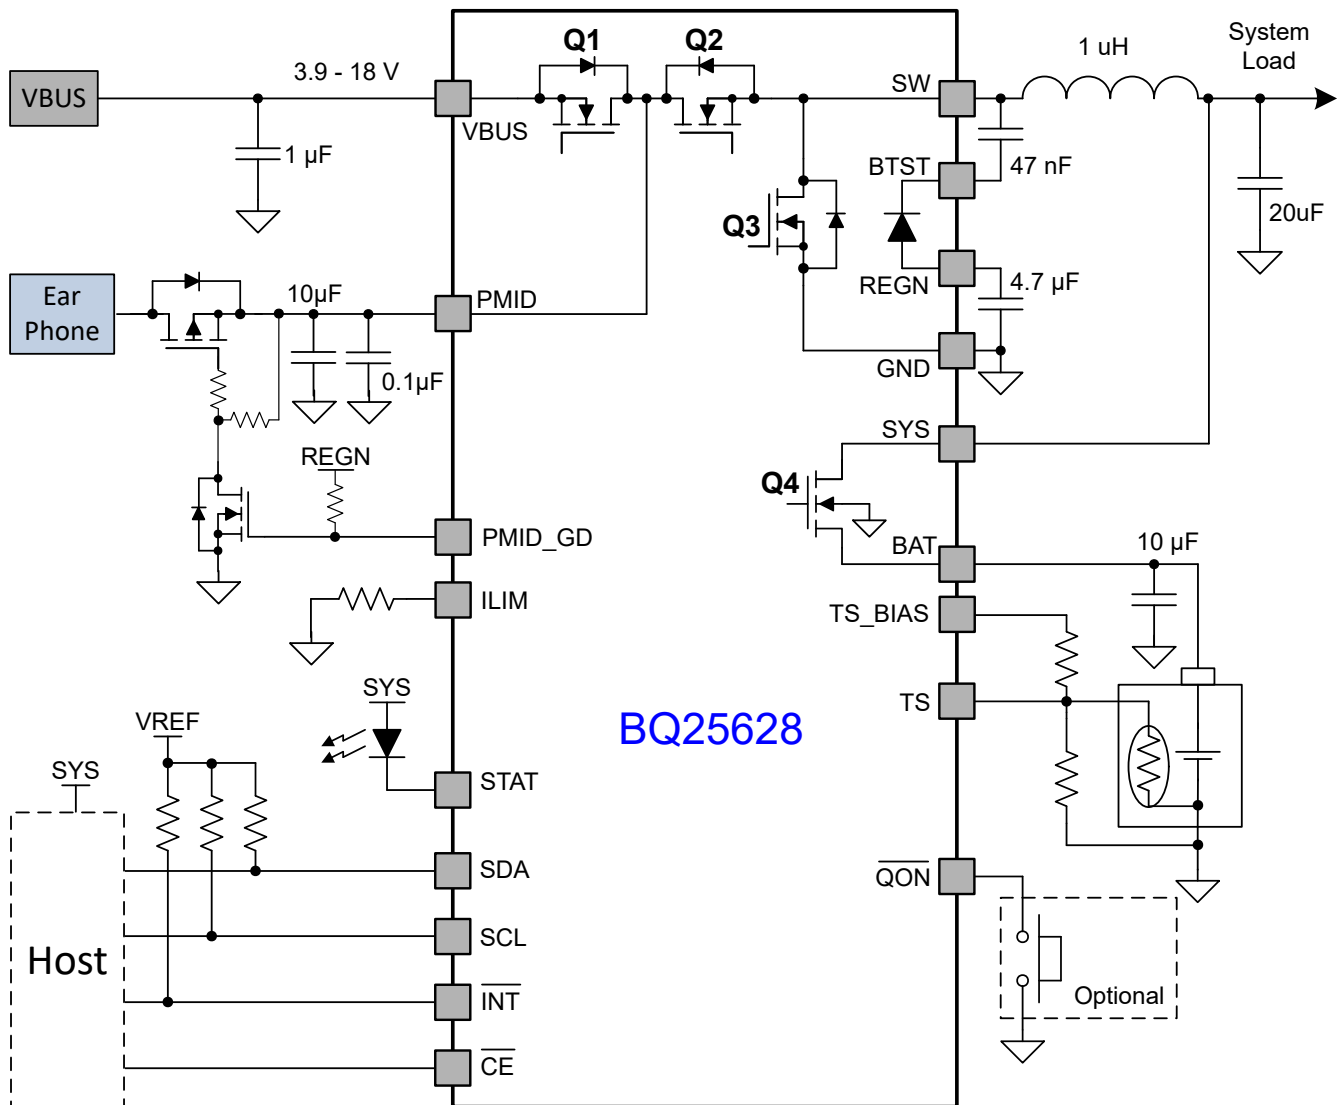 Q1
Q2
System
Load
1 uH
3.9 - 18 V
VBUS
SW
VBUS
1 µF
BTST
47 nF
20uF
Q3
REGN
4.7 µF
Ear
Phone
10µF
PMID
0.1µF
GND
SYS
REGN
Q4
PMID_GD
BAT
10 µF
ILIM
TS_BIAS
SYS
TS
VREF
BQ25628
SYS
STAT
SDA
QON
SCL
Host
INT
Optional
CE